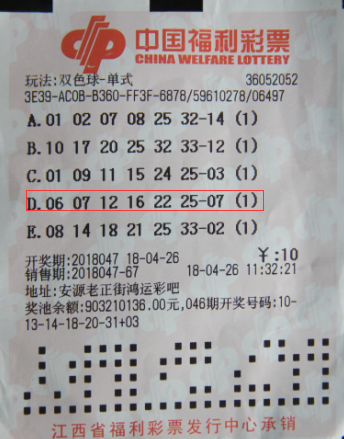 中国福利彩票
CHINA WELFARE LOTTERY
玩法:双色球-单式 36052052
3E39-AC0B-B360-FF3F-6878/59610278/06497
A.01 02 07 08 25 32-14 (1)
B.10 17 20 25 32 33-12 (1)
C.01 09 11 15 24 25-03 (1)
D.06 07 12 16 22 25-07 (1)
E.08 14 18 21 25 33-02 (1)
开奖期:2018047 18-04-26 ¥:10
销售期:2018047-67 18-04-26 11:32:21
地址:安源老正街鸿运彩吧
奖池余额:903210136.00元,046期开奖号码:10-
13-14-18-20-31+03
江西省福利彩票发行中心承销